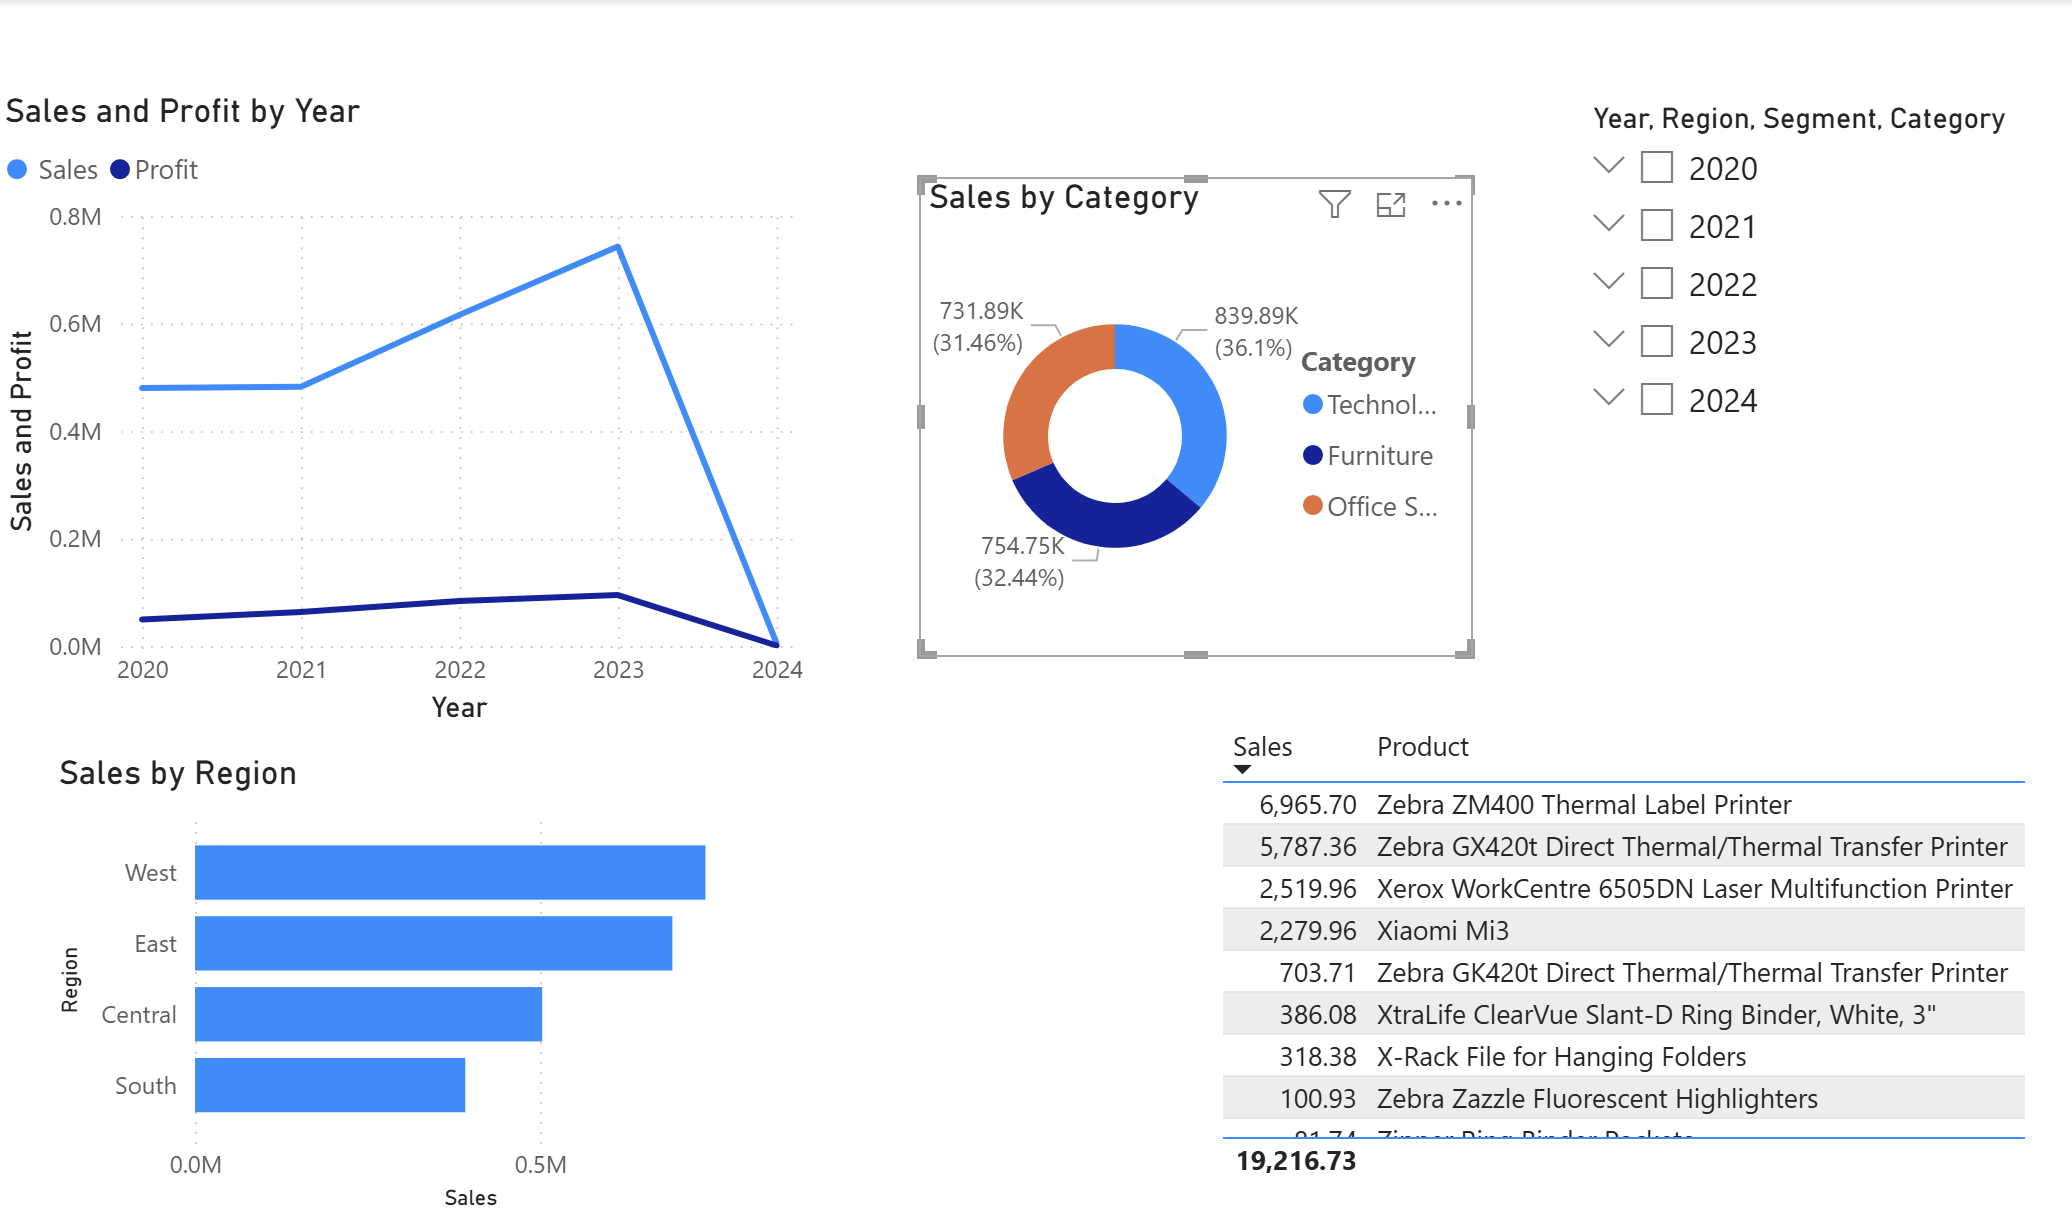 Sales and Profit by Year
Sales Profit
0.8M
0.6M
0.4M
0.2M
0.0M
Sales and Profit
2020 2021 2022 2023 2024
Year
Sales by Category
731.89K
(31.46%)
839.89K
(36.1%)
754.75K
(32.44%)
Category
Technol...
Furniture
Office S...
Year, Region, Segment, Category
2020
2021
2022
2023
2024
Sales by Region
Region
West
East
Central
South
0.0M 0.5M
Sales
Sales Product
6,965.70 Zebra ZM400 Thermal Label Printer
5,787.36 Zebra GX420t Direct Thermal/Thermal Transfer Printer
2,519.96 Xerox WorkCentre 6505DN Laser Multifunction Printer
2,279.96 Xiaomi Mi3
703.71 Zebra GK420t Direct Thermal/Thermal Transfer Printer
386.08 XtraLife ClearVue Slant-D Ring Binder, White, 3"
318.38 X-Rack File for Hanging Folders
100.93 Zebra Zazzle Fluorescent Highlighters
81.74 Zipper Ring Binder Pockets
19,216.73